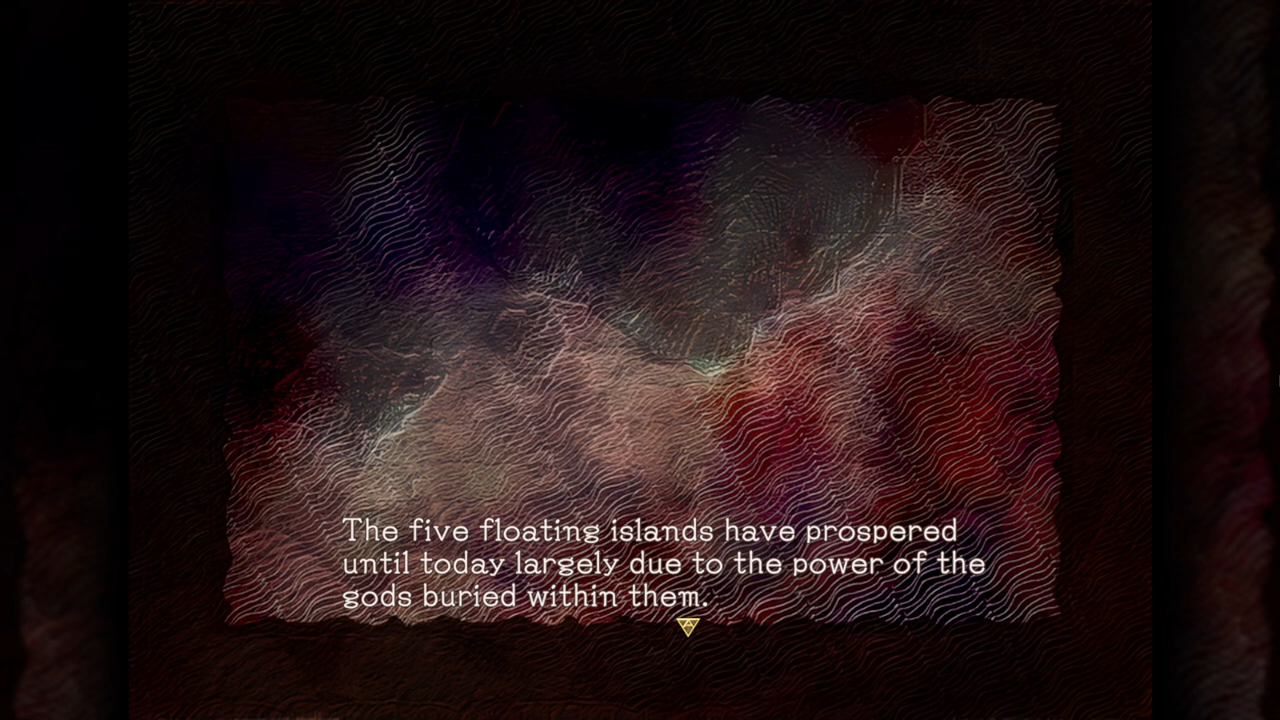 The five floating islands have prospered
until today largely due to the power of the
gods buried within them.